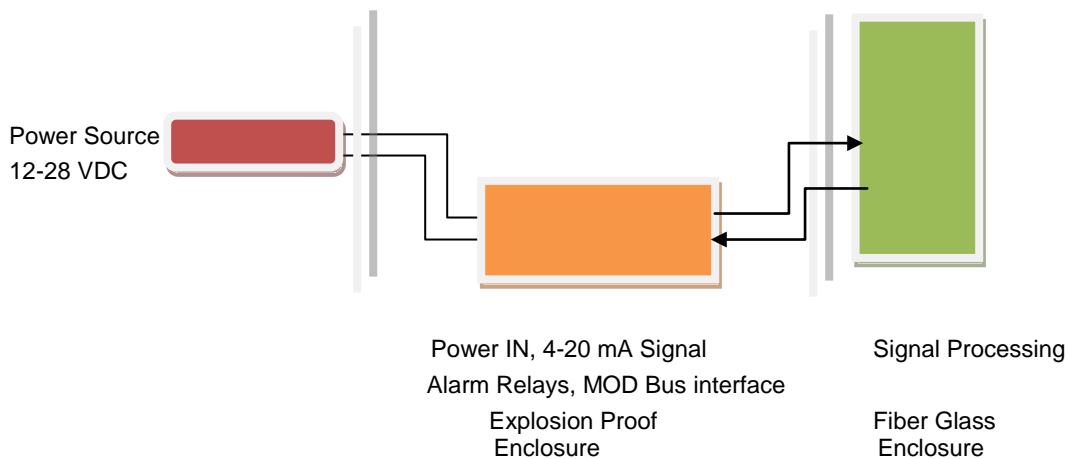 Power Source
12-28 VDC
Power IN, 4-20 mA Signal
Alarm Relays, MOD Bus interface
Explosion Proof
Enclosure
Signal Processing
Fiber Glass
Enclosure